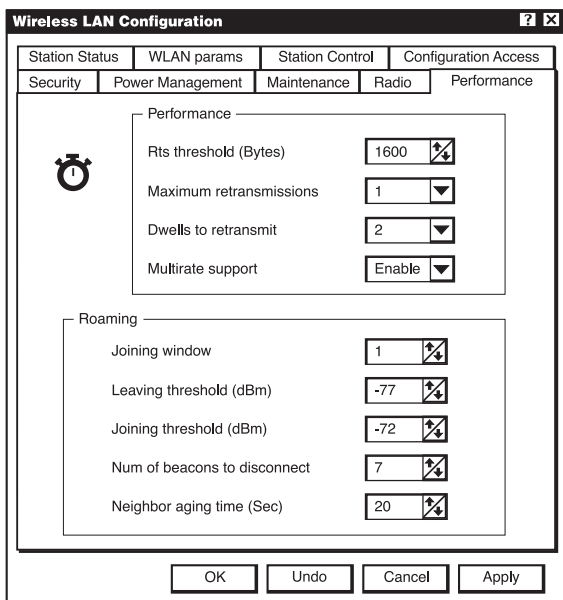 Wireless LAN Configuration ? X
Station Status WLAN params Station Control Configuration Access
Security Power Management Maintenance Radio Performance
Performance
Rts threshold (Bytes) 1600
Maximum retransmissions 1
Dwells to retransmit 2
Multirate support Enable
Roaming
Joining window 1
Leaving threshold (dBm) -77
Joining threshold (dBm) -72
Num of beacons to disconnect 7
Neighbor aging time (Sec) 20
OK Undo Cancel Apply